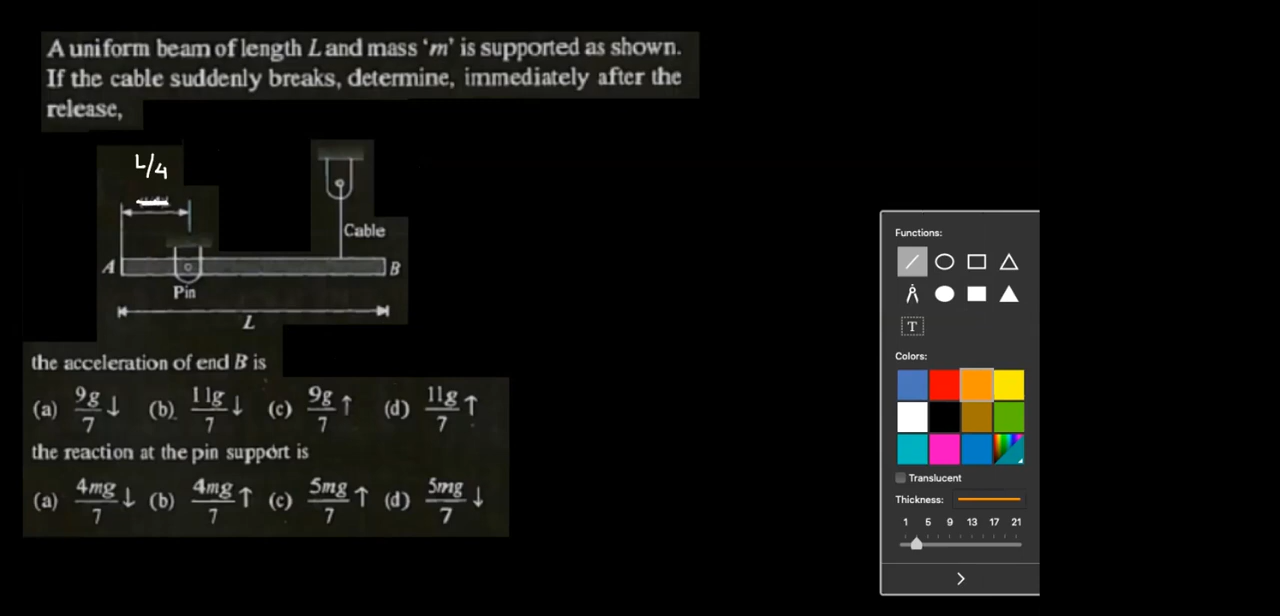 A uniform beam of length L and mass ‘m’ is supported as shown.
If the cable suddenly breaks, determine, immediately after the
release,
L/4
Cable
A
B
Pin
L
the acceleration of end B is
(a) 9g/7 ↓ (b) 11g/7 ↓ (c) 9g/7 ↑ (d) 11g/7 ↑
the reaction at the pin support is
(a) 4mg/7 ↓ (b) 4mg/7 ↑ (c) 5mg/7 ↑ (d) 5mg/7 ↓
Functions:
T
Colors:
Translucent
Thickness:
1 5 9 13 17 21